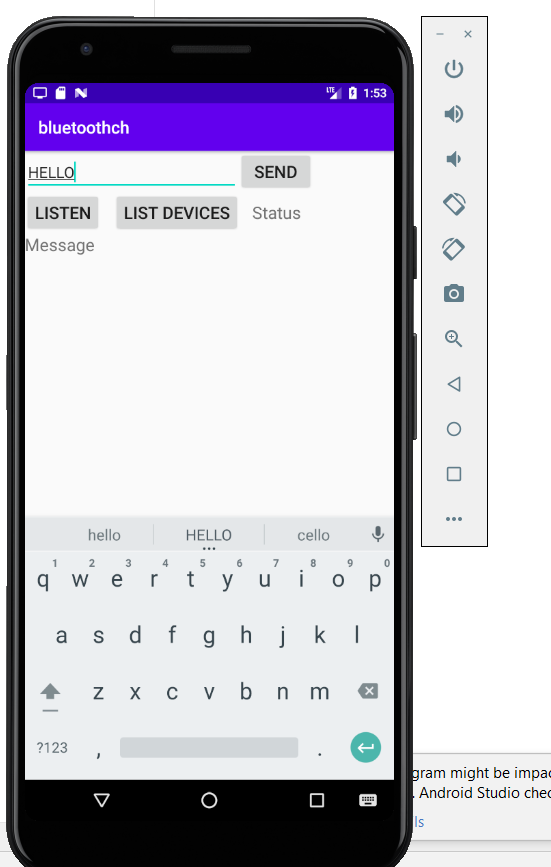 LTE 1:53
bluetoothch
HELLO SEND
LISTEN LIST DEVICES Status
Message
hello HELLO cello
1 2 3 4 5 6 7 8 9 0
q w e r t y u i o p
a s d f g h j k l
z x c v b n m
?123 , .
gram might be impac
. Android Studio chec
ls